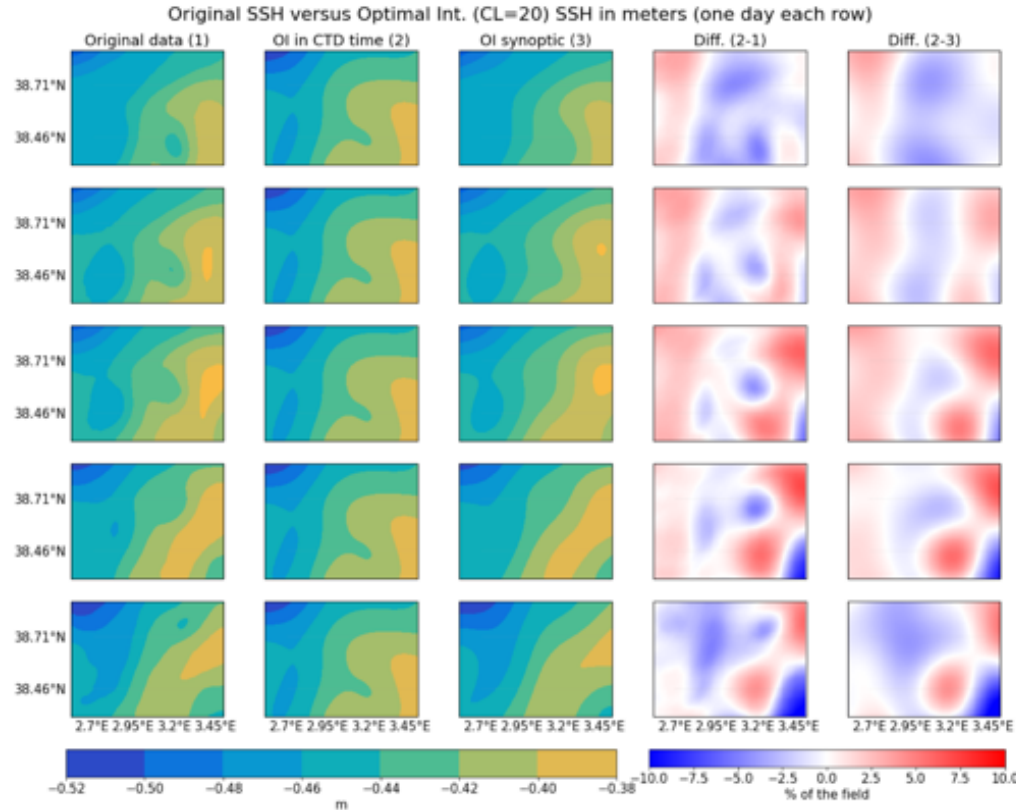 Original SSH versus Optimal Int. (CL=20) SSH in meters (one day each row)
Original data (1) OI in CTD time (2) OI synoptic (3) Diff. (2-1) Diff. (2-3)
38.71°N
38.46°N
38.71°N
38.46°N
38.71°N
38.46°N
38.71°N
38.46°N
38.71°N
38.46°N
2.7°E 2.95°E 3.2°E 3.45°E 2.7°E 2.95°E 3.2°E 3.45°E 2.7°E 2.95°E 3.2°E 3.45°E 2.7°E 2.95°E 3.2°E 3.45°E 2.7°E 2.95°E 3.2°E 3.45°E
−0.52 −0.50 −0.48 −0.46 −0.44 −0.42 −0.40 −0.38
m
−10.0 −7.5 −5.0 −2.5 0.0 2.5 5.0 7.5 10.0
% of the field